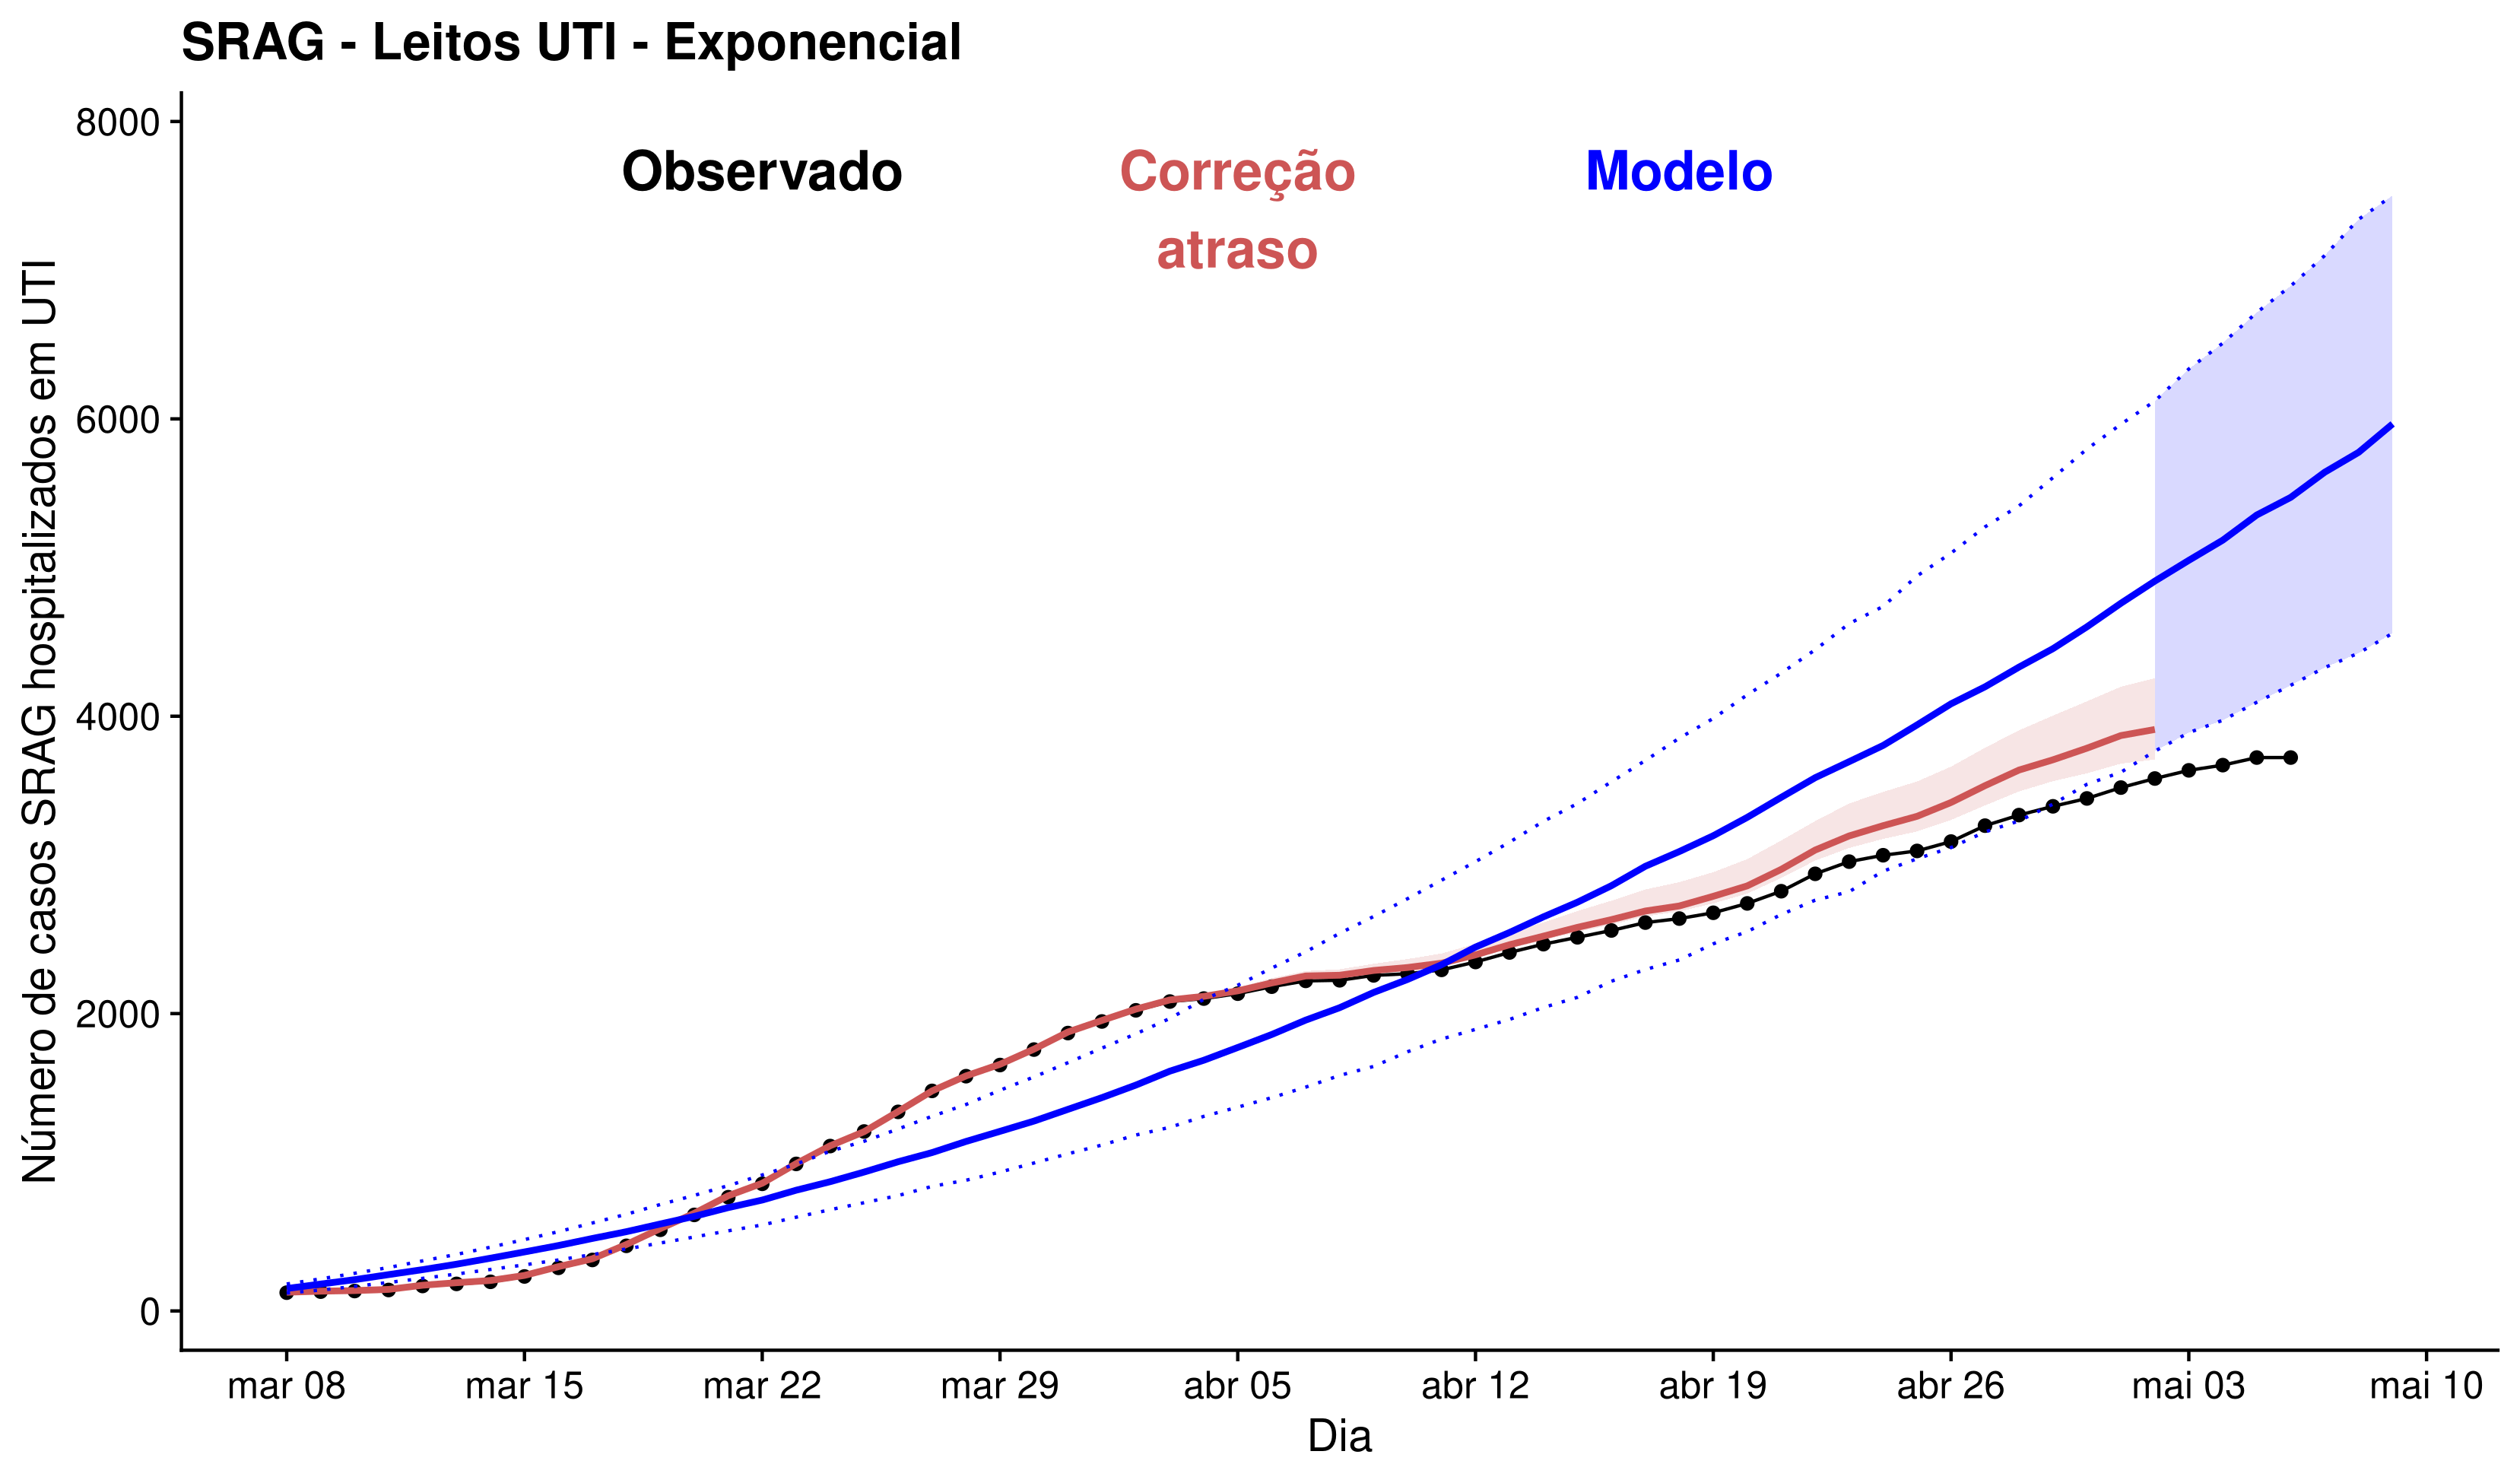 SRAG - Leitos UTI - Exponencial
Observado
Correção
atraso
Modelo
Número de casos SRAG hospitalizados em UTI
8000
6000
4000
2000
0
mar 08
mar 15
mar 22
mar 29
abr 05
abr 12
abr 19
abr 26
mai 03
mai 10
Dia